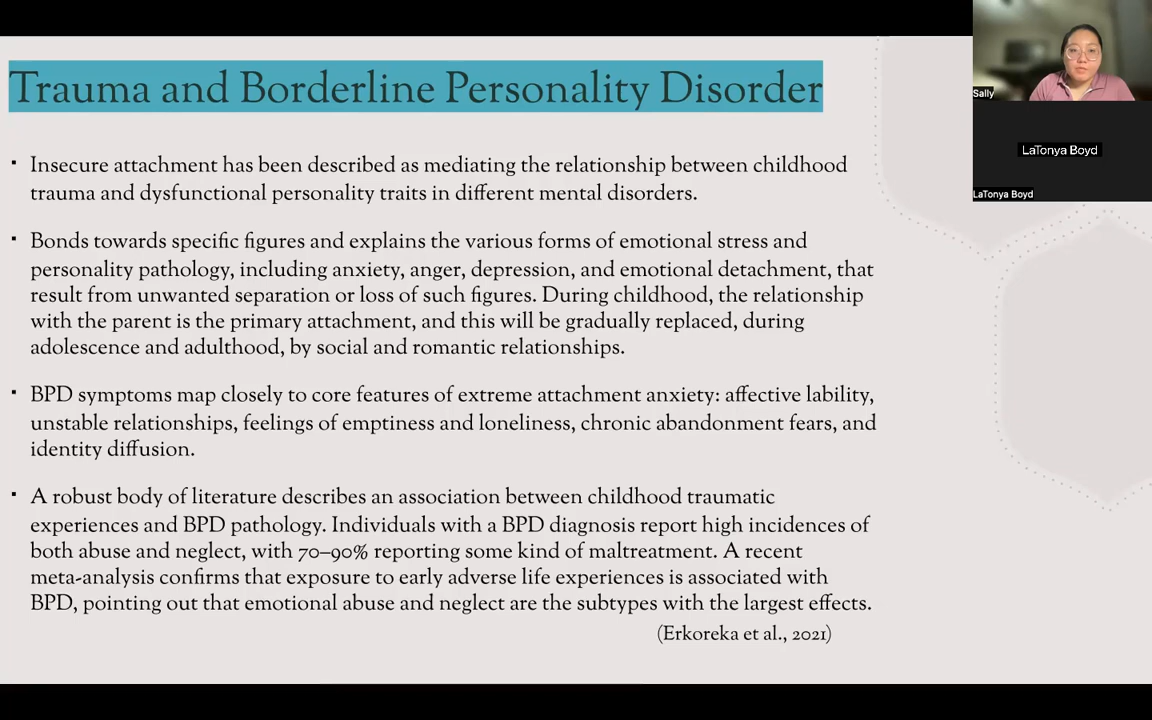 Trauma and Borderline Personality Disorder
▪ Insecure attachment has been described as mediating the relationship between childhood
trauma and dysfunctional personality traits in different mental disorders.
▪ Bonds towards specific figures and explains the various forms of emotional stress and
personality pathology, including anxiety, anger, depression, and emotional detachment, that
result from unwanted separation or loss of such figures. During childhood, the relationship
with the parent is the primary attachment, and this will be gradually replaced, during
adolescence and adulthood, by social and romantic relationships.
▪ BPD symptoms map closely to core features of extreme attachment anxiety: affective lability,
unstable relationships, feelings of emptiness and loneliness, chronic abandonment fears, and
identity diffusion.
▪ A robust body of literature describes an association between childhood traumatic
experiences and BPD pathology. Individuals with a BPD diagnosis report high incidences of
both abuse and neglect, with 70–90% reporting some kind of maltreatment. A recent
meta-analysis confirms that exposure to early adverse life experiences is associated with
BPD, pointing out that emotional abuse and neglect are the subtypes with the largest effects.
(Erkoreka et al., 2021)
Sally
LaTonya Boyd
LaTonya Boyd